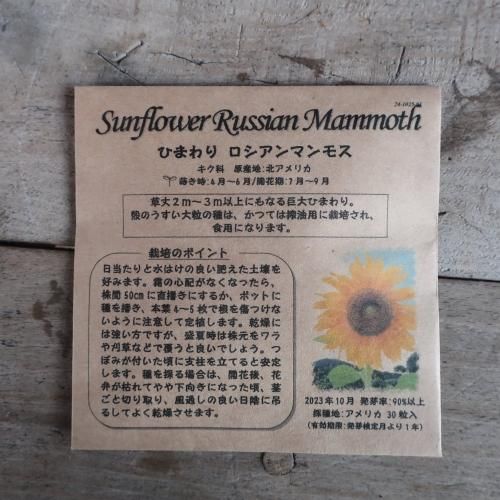 24-1025-01
Sunflower Russian Mammoth
ひまわり ロシアンマンモス
キク科 原産地:北アメリカ
蒔き時:4月~6月/開花期:7月~9月
草丈2m~3m以上にもなる巨大ひまわり。
殻のうすい大粒の種は、かつては搾油用に栽培され、
食用になります。
栽培のポイント
日当たりと水はけの良い肥えた土壌を
好みます。霜の心配がなくなったら、
株間50cmに直播きにするか、ポットに
種を播き、本葉4~5枚で根を傷つけな
いように注意して定植します。乾燥に
は強い方ですが、盛夏時は株元をワラ
や刈草などで覆うと良いでしょう。つ
ぼみが付いた頃に支柱を立てると安定
します。種を採る場合は、開花後、花
弁が枯れてやや下向きになった頃、茎
ごと切り取り、風通しの良い日陰に吊
るしてよく乾燥させます。
2023年10月 発芽率:90%以上
採種地:アメリカ 30粒入
(有効期限:発芽検定月より1年)